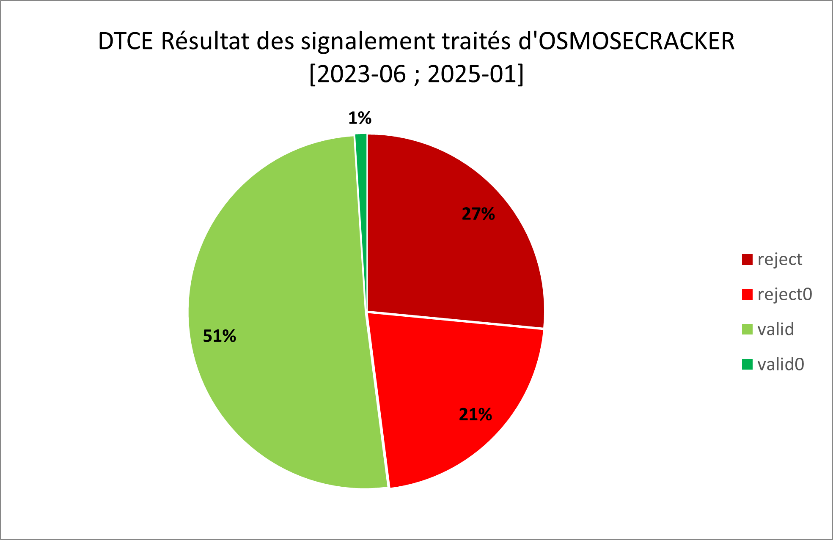 DTCE Résultat des signalement traités d'OSMOSECRACKER
[2023-06 ; 2025-01]
1%
27%
51%
21%
reject
reject0
valid
valid0